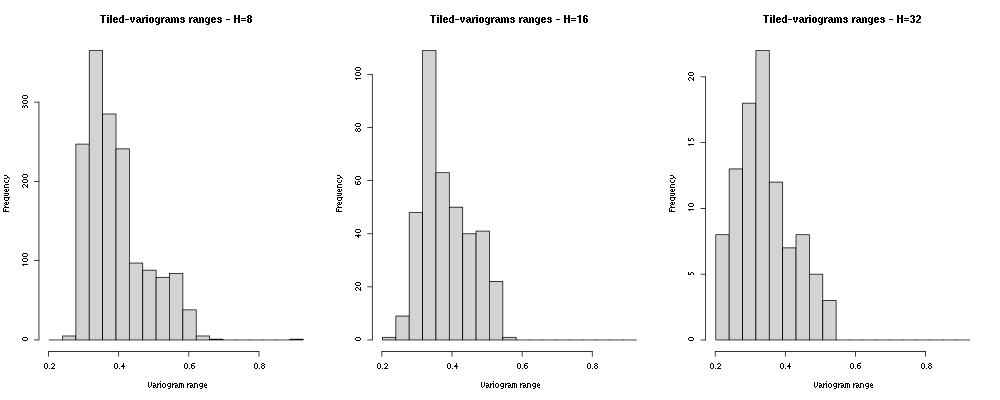 Tiled-variograms ranges - H=8
Frequency
300
200
100
0
0.2 0.4 0.6 0.8
Variogram range
Tiled-variograms ranges - H=16
Frequency
100
80
60
40
20
0
0.2 0.4 0.6 0.8
Variogram range
Tiled-variograms ranges - H=32
Frequency
20
15
10
5
0
0.2 0.4 0.6 0.8
Variogram range